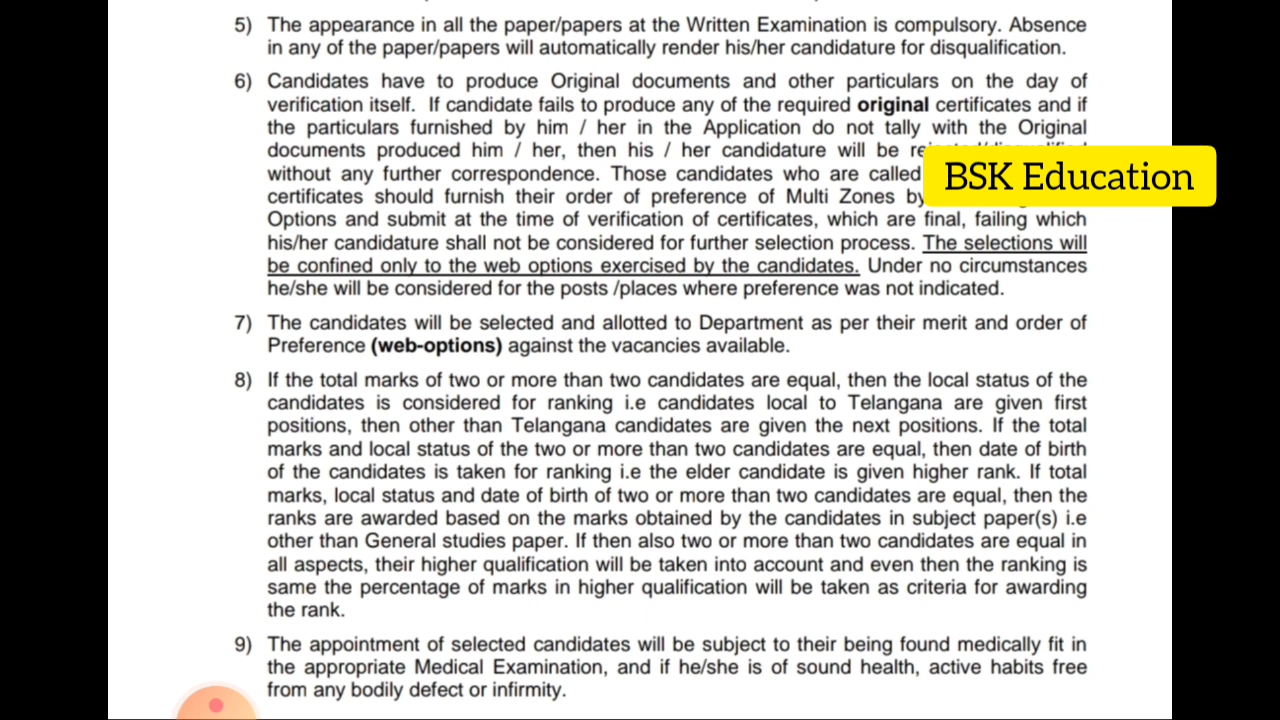 5) The appearance in all the paper/papers at the Written Examination is compulsory. Absence
in any of the paper/papers will automatically render his/her candidature for disqualification.
6) Candidates have to produce Original documents and other particulars on the day of
verification itself. If candidate fails to produce any of the required original certificates and if
the particulars furnished by him / her in the Application do not tally with the Original
documents produced him / her, then his / her candidature will be
without any further correspondence. Those candidates who are called
certificates should furnish their order of preference of Multi Zones by
BSK Education
Options and submit at the time of verification of certificates, which are final, failing which
his/her candidature shall not be considered for further selection process. The selections will
be confined only to the web options exercised by the candidates. Under no circumstances
he/she will be considered for the posts /places where preference was not indicated.
7) The candidates will be selected and allotted to Department as per their merit and order of
Preference (web-options) against the vacancies available.
8) If the total marks of two or more than two candidates are equal, then the local status of the
candidates is considered for ranking i.e candidates local to Telangana are given first
positions, then other than Telangana candidates are given the next positions. If the total
marks and local status of the two or more than two candidates are equal, then date of birth
of the candidates is taken for ranking i.e the elder candidate is given higher rank. If total
marks, local status and date of birth of two or more than two candidates are equal, then the
ranks are awarded based on the marks obtained by the candidates in subject paper(s) i.e
other than General studies paper. If then also two or more than two candidates are equal in
all aspects, their higher qualification will be taken into account and even then the ranking is
same the percentage of marks in higher qualification will be taken as criteria for awarding
the rank.
9) The appointment of selected candidates will be subject to their being found medically fit in
the appropriate Medical Examination, and if he/she is of sound health, active habits free
from any bodily defect or infirmity.